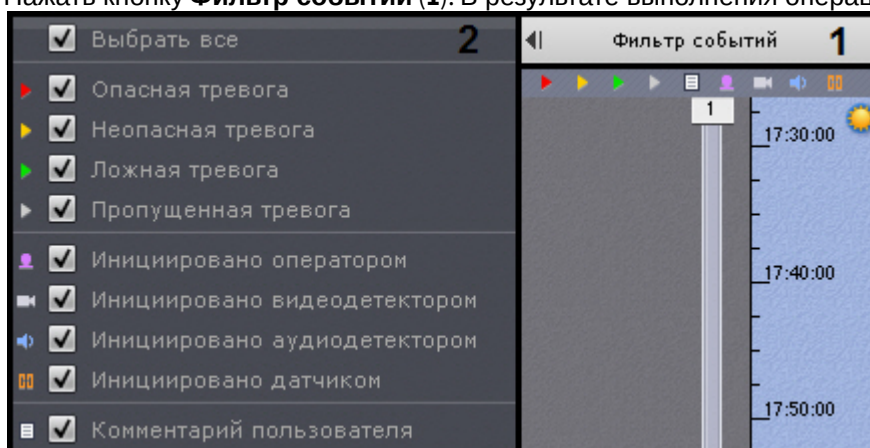 Нажать кнопку Фильтр событий (1). В результате выполнения операц
Выбрать все 2
Фильтр событий 1
Опасная тревога
Неопасная тревога
Ложная тревога
Пропущенная тревога
Инициировано оператором
Инициировано видеодетектором
Инициировано аудиодетектором
Инициировано датчиком
Комментарий пользователя
1
17:30:00
17:40:00
17:50:00